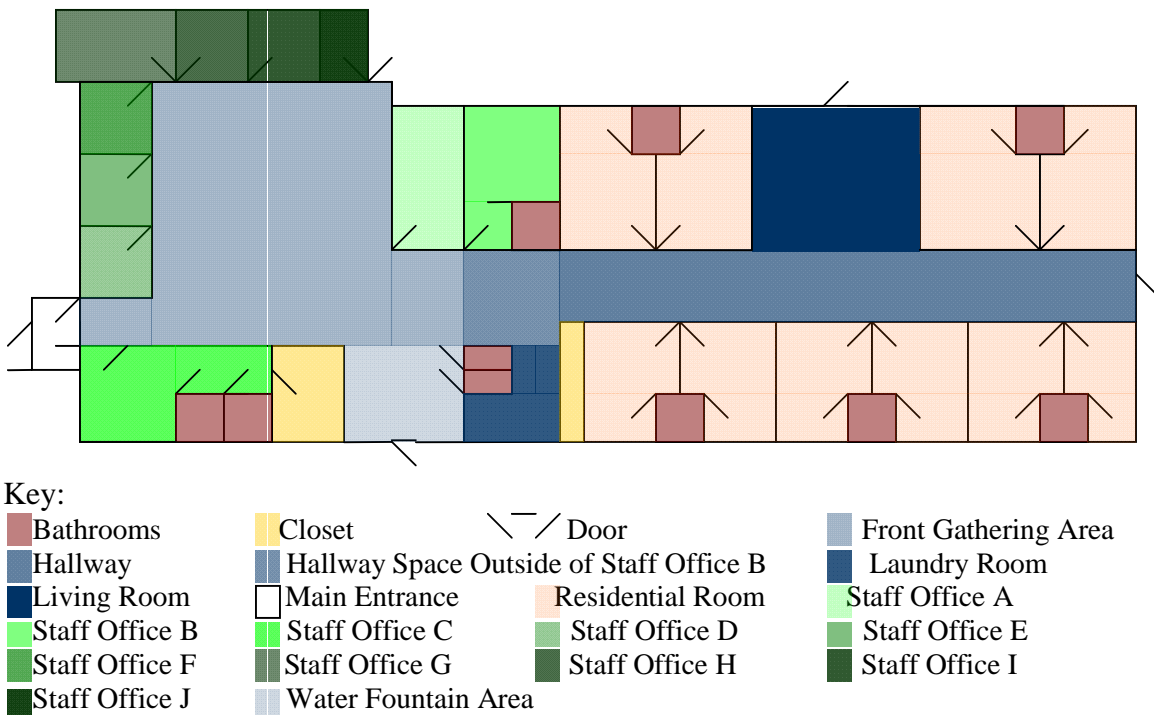 Key:
Bathrooms Closet Door Front Gathering Area
Hallway Hallway Space Outside of Staff Office B Laundry Room
Living Room Main Entrance Residential Room Staff Office A
Staff Office B Staff Office C Staff Office D Staff Office E
Staff Office F Staff Office G Staff Office H Staff Office I
Staff Office J Water Fountain Area